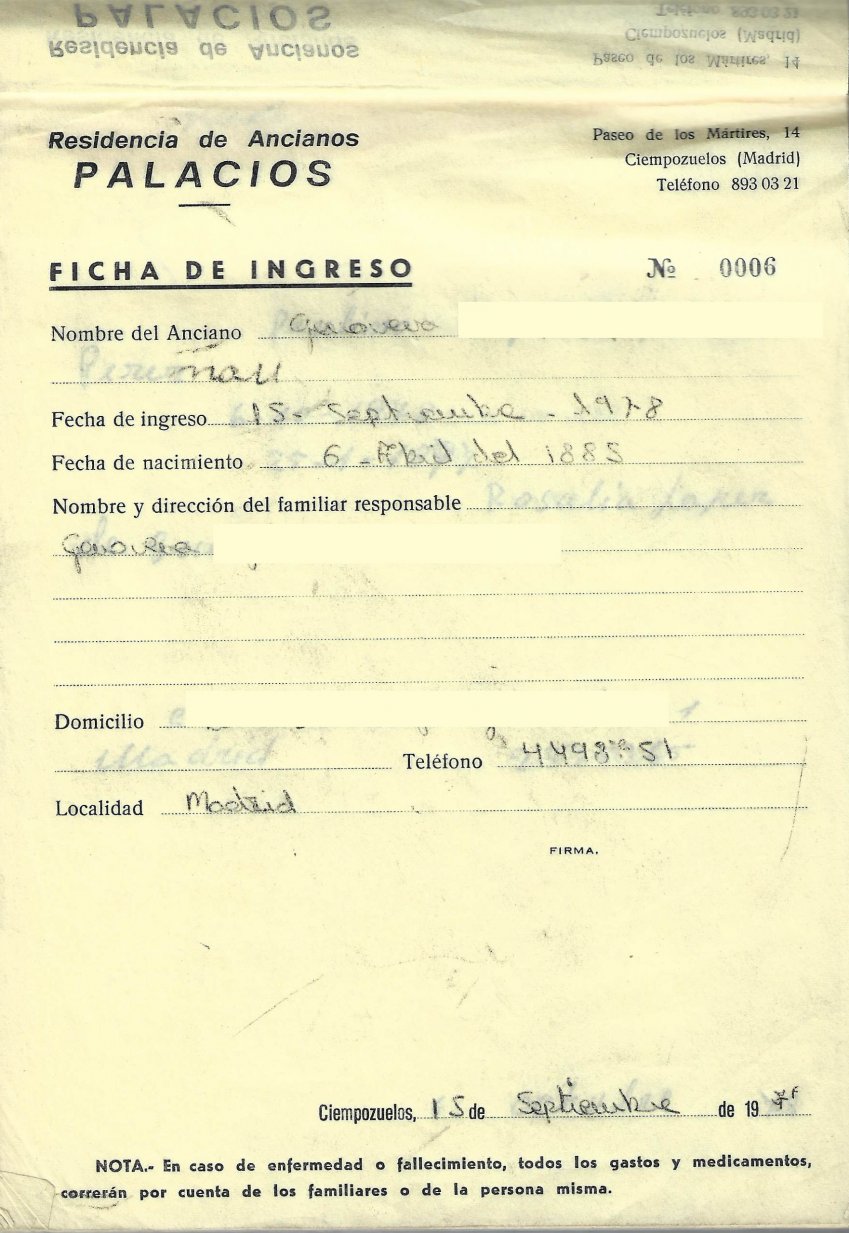 Residencia de Ancianos
PALACIOS
Paseo de los Mártires, 14
Ciempozuelos (Madrid)
Teléfono 893 03 21
FICHA DE INGRESO
№ 0006
Nombre del Anciano Genoveva
Fecha de ingreso 15 - Septiembre - 1978
Fecha de nacimiento 6 - Abril del 1885
Nombre y dirección del familiar responsable
Genoveva
Domicilio
Madrid
Teléfono
Localidad Madrid
FIRMA.
Ciempozuelos, 15 de Septiembre de 19
NOTA.- En caso de enfermedad o fallecimiento, todos los gastos y medicamentos,
correrán por cuenta de los familiares o de la persona misma.